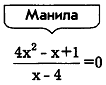 Манила
4x² - x+1
x - 4
=0